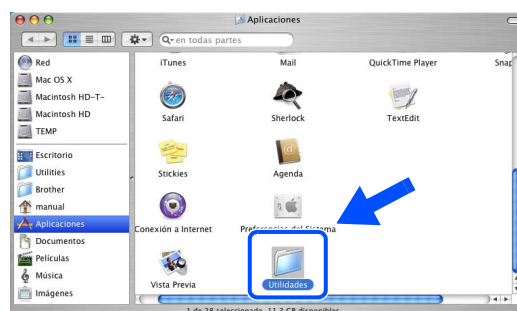 Aplicaciones
en todas partes
Red
Mac OS X
Macintosh HD-T-
Macintosh HD
TEMP
Escritorio
Utilities
Brother
manual
Aplicaciones
Documentos
Películas
Música
Imágenes
iTunes Mail QuickTime Player Snap
Safari Sherlock TextEdit
Stickies Agenda
Conexión a Internet Preferencias del Sistema
Vista Previa Utilidades
1 de 28 seleccionado, 11.3 GB disponibles